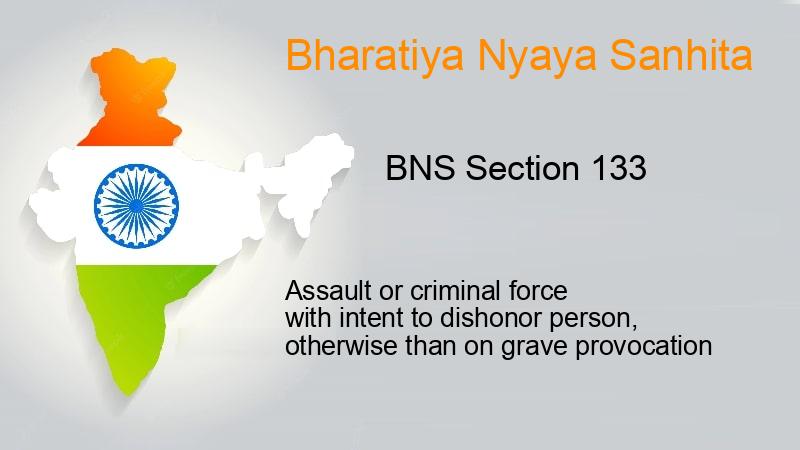 Bharatiya Nyaya Sanhita
BNS Section 133
Assault or criminal force
with intent to dishonor person,
otherwise than on grave provocation